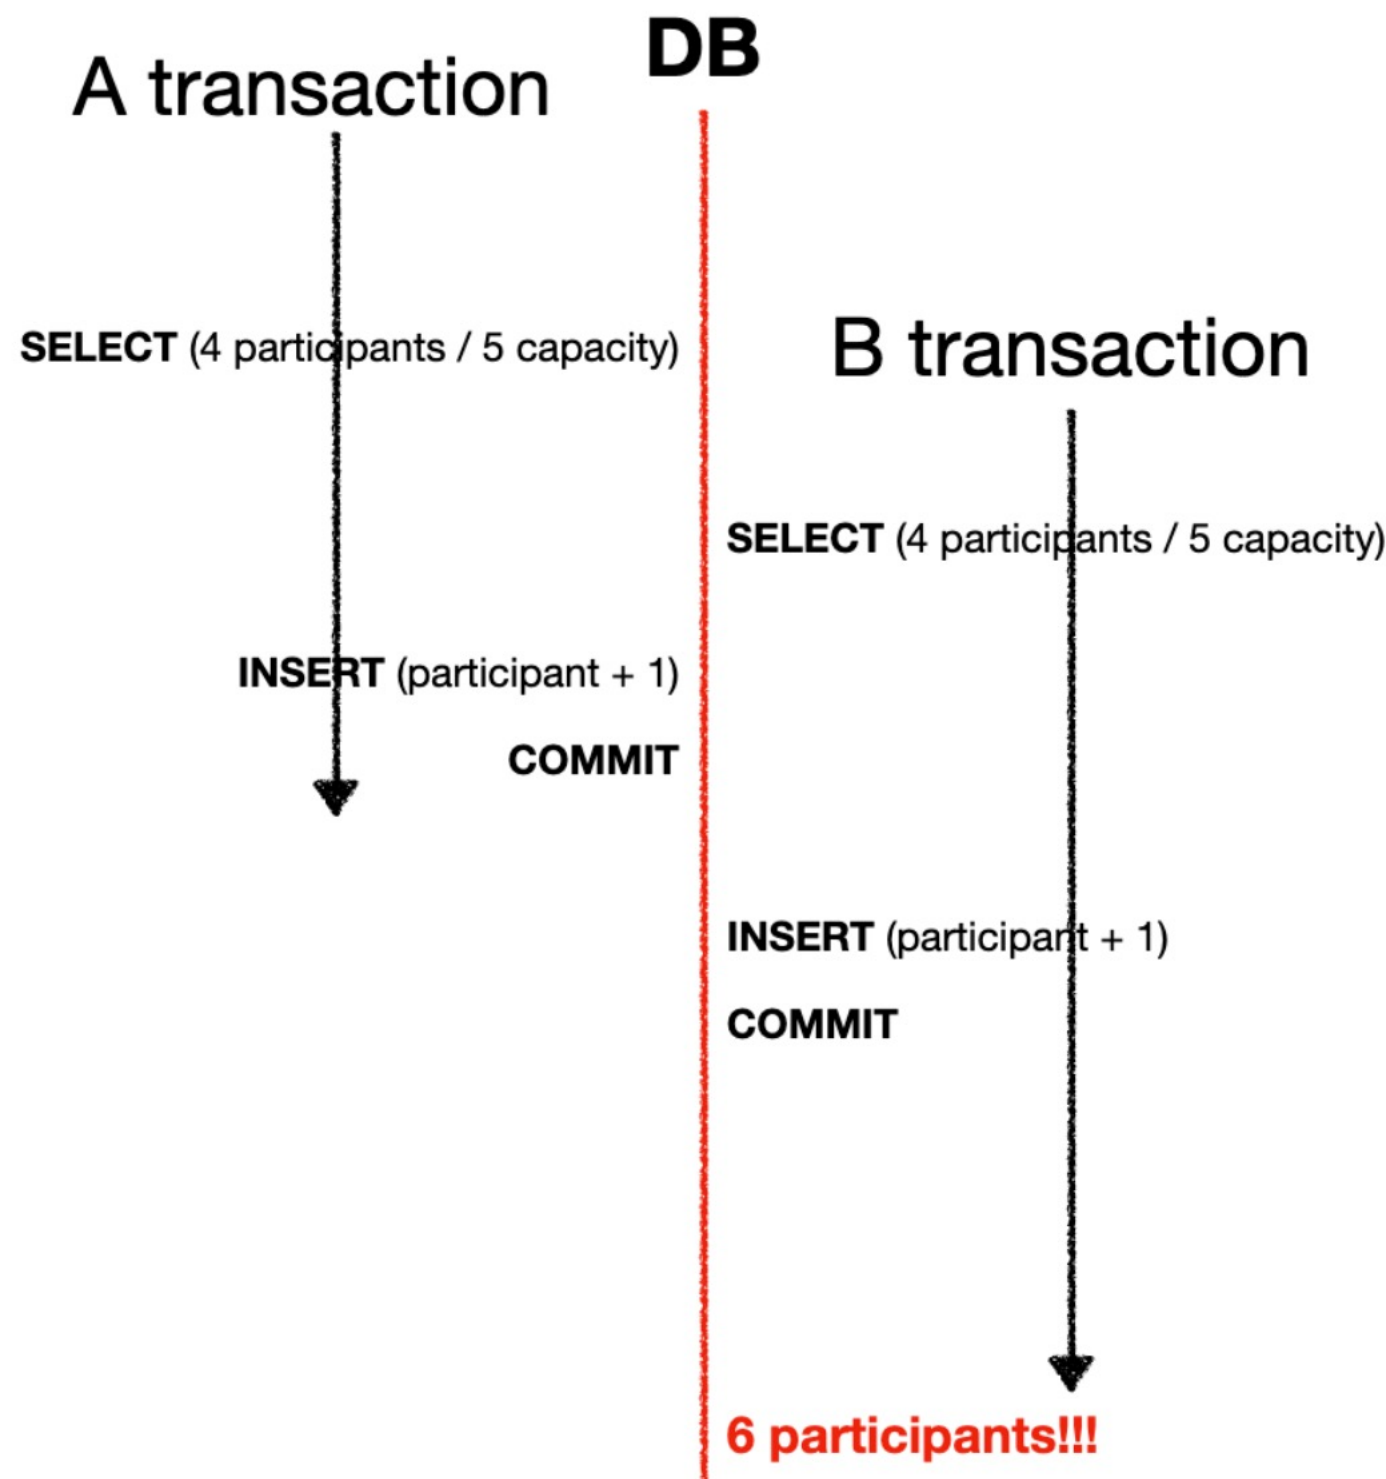 DB
A transaction
SELECT (4 participants / 5 capacity)
B transaction
SELECT (4 participants / 5 capacity)
INSERT (participant + 1)
COMMIT
INSERT (participant + 1)
COMMIT
6 participants!!!